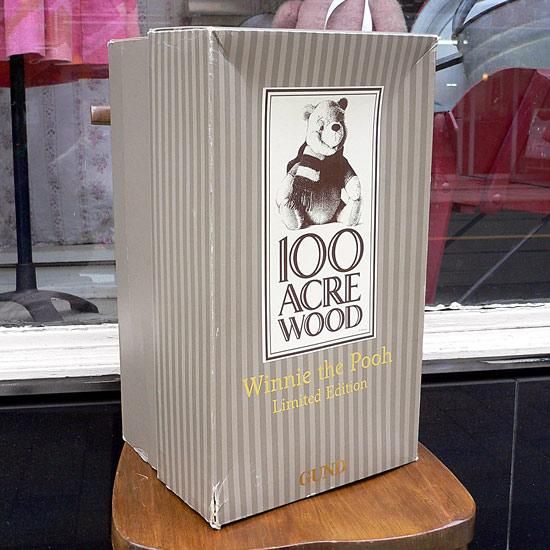 100
ACRE
WOOD
Winnie the Pooh
Limited Edition
GUND